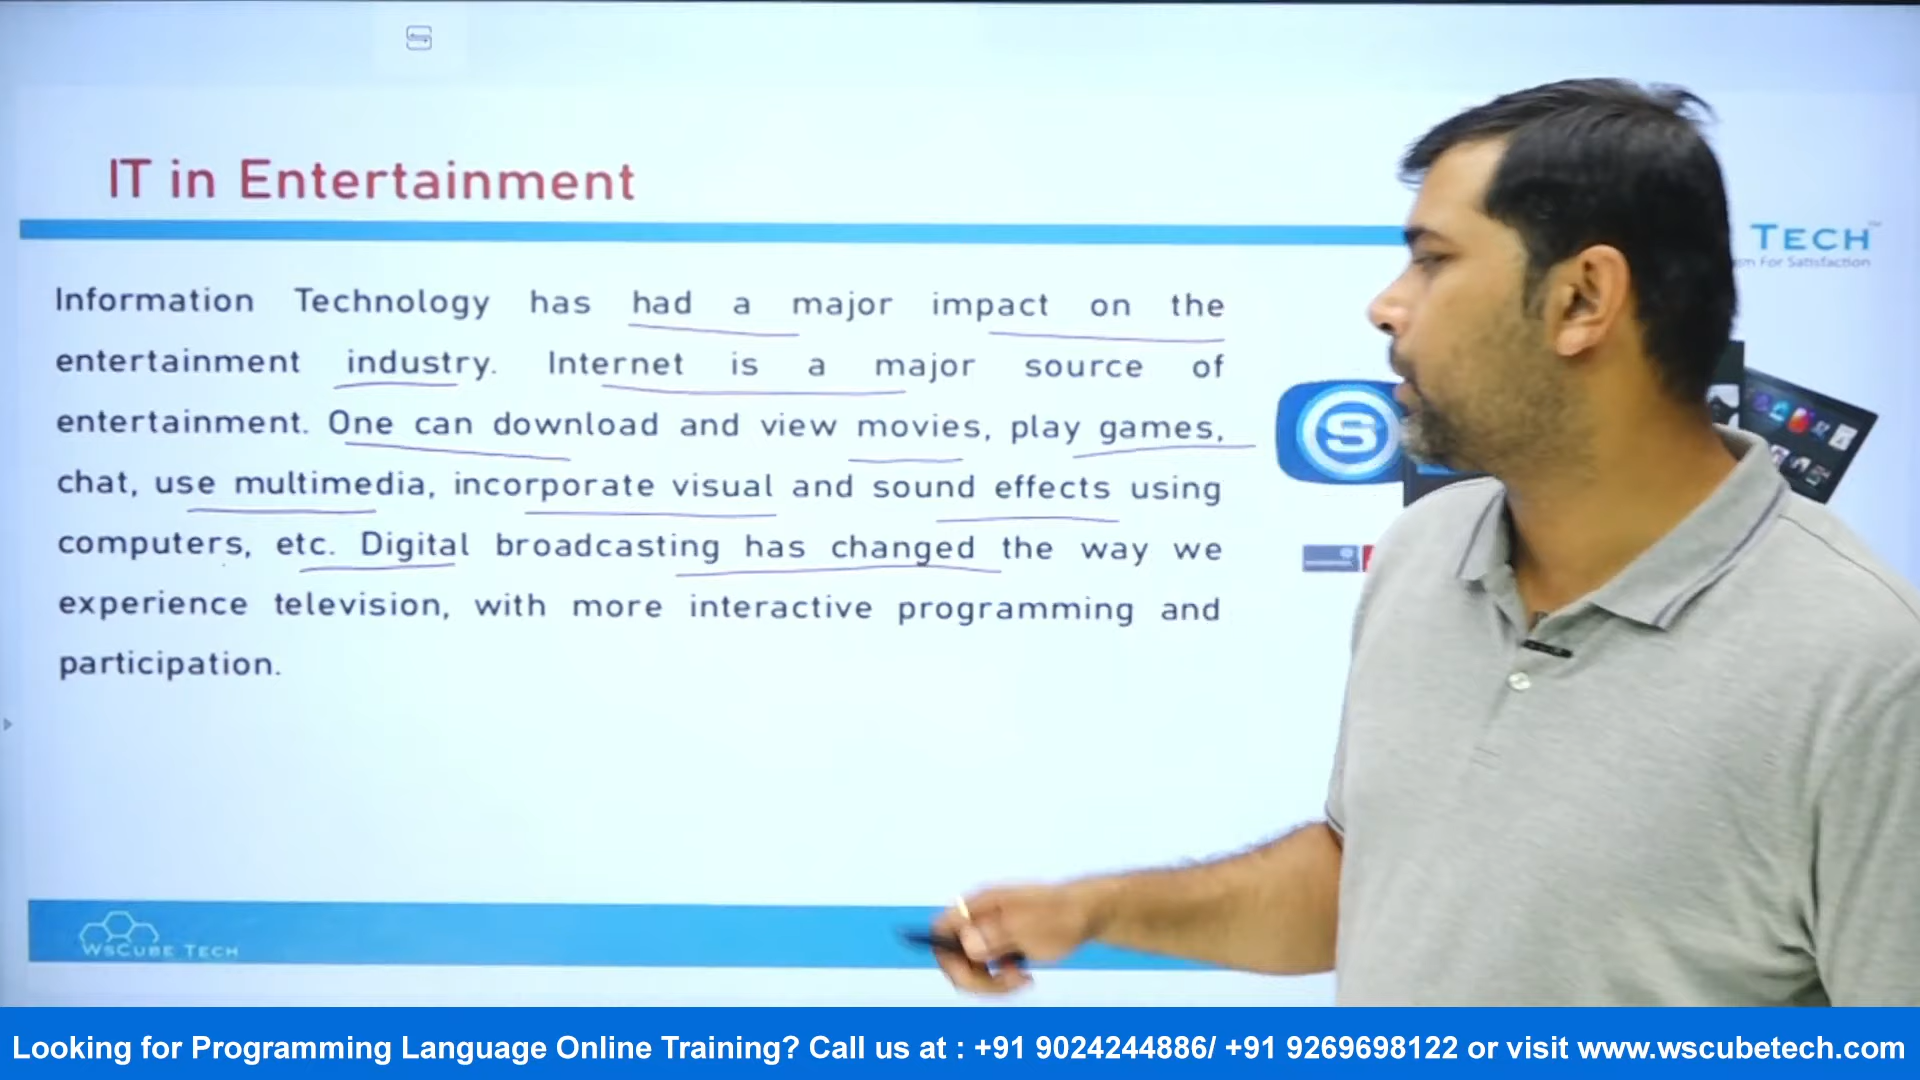 IT in Entertainment
TECH™
For Satisfaction
Information Technology has had a major impact on the
entertainment industry. Internet is a major source of
entertainment. One can download and view movies, play games,
chat, use multimedia, incorporate visual and sound effects using
computers, etc. Digital broadcasting has changed the way we
experience television, with more interactive programming and
participation.
S
WSCUBE TECH
Looking for Programming Language Online Training? Call us at : +91 9024244886/ +91 9269698122 or visit www.wscubetech.com